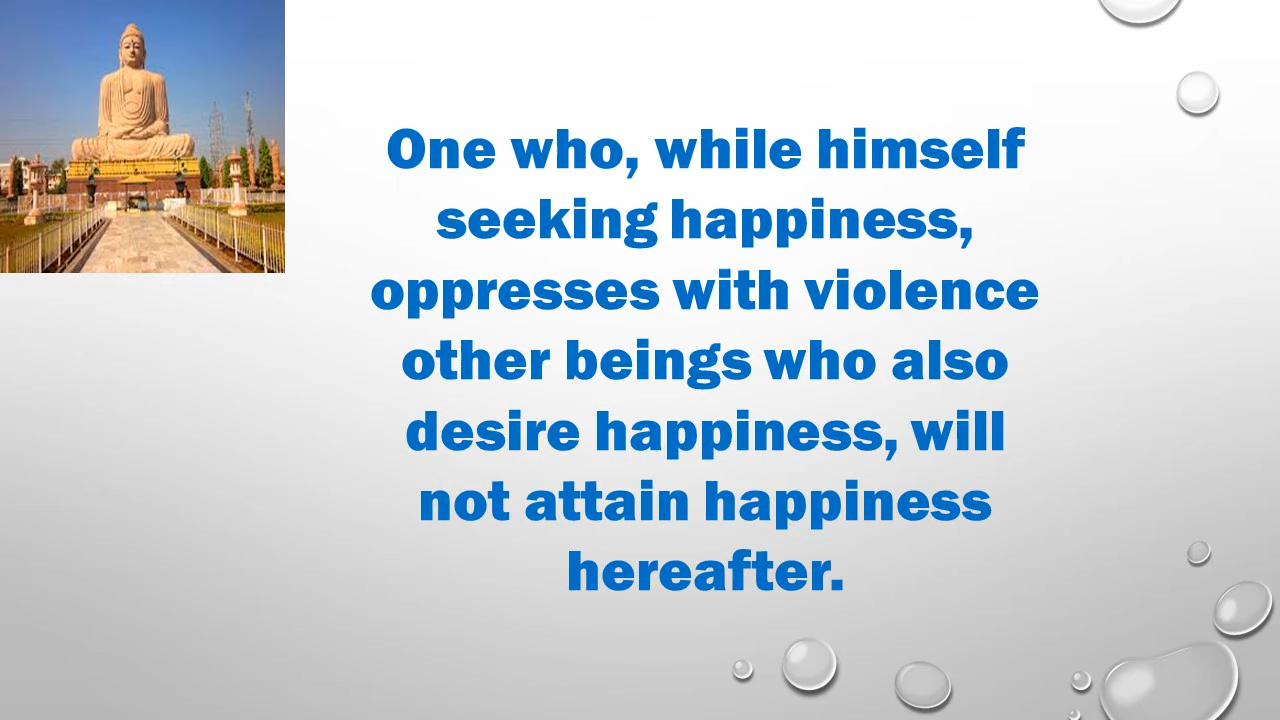 One who, while himself
seeking happiness,
oppresses with violence
other beings who also
desire happiness, will
not attain happiness
hereafter.